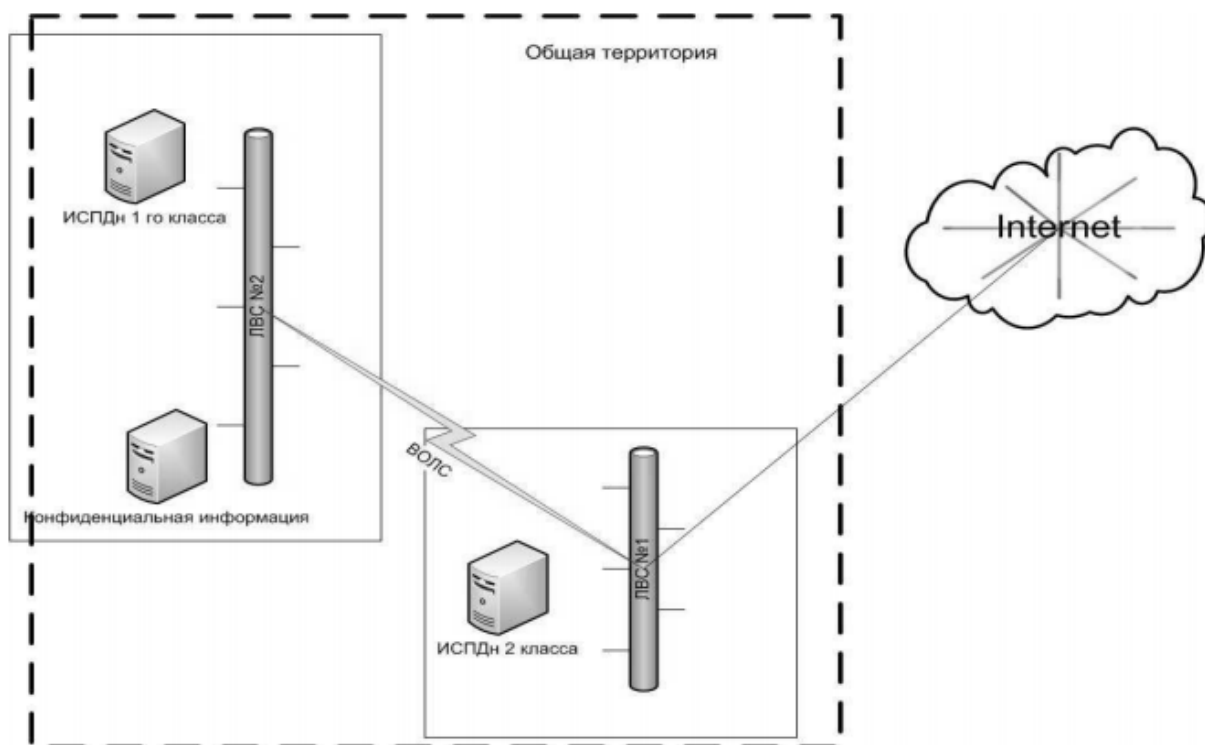 Общая территория
ИСПДн 1 го класса
ЛВС №2
Internet
ВОЛС
Конфиденциальная информация
ЛВС №1
ИСПДн 2 класса